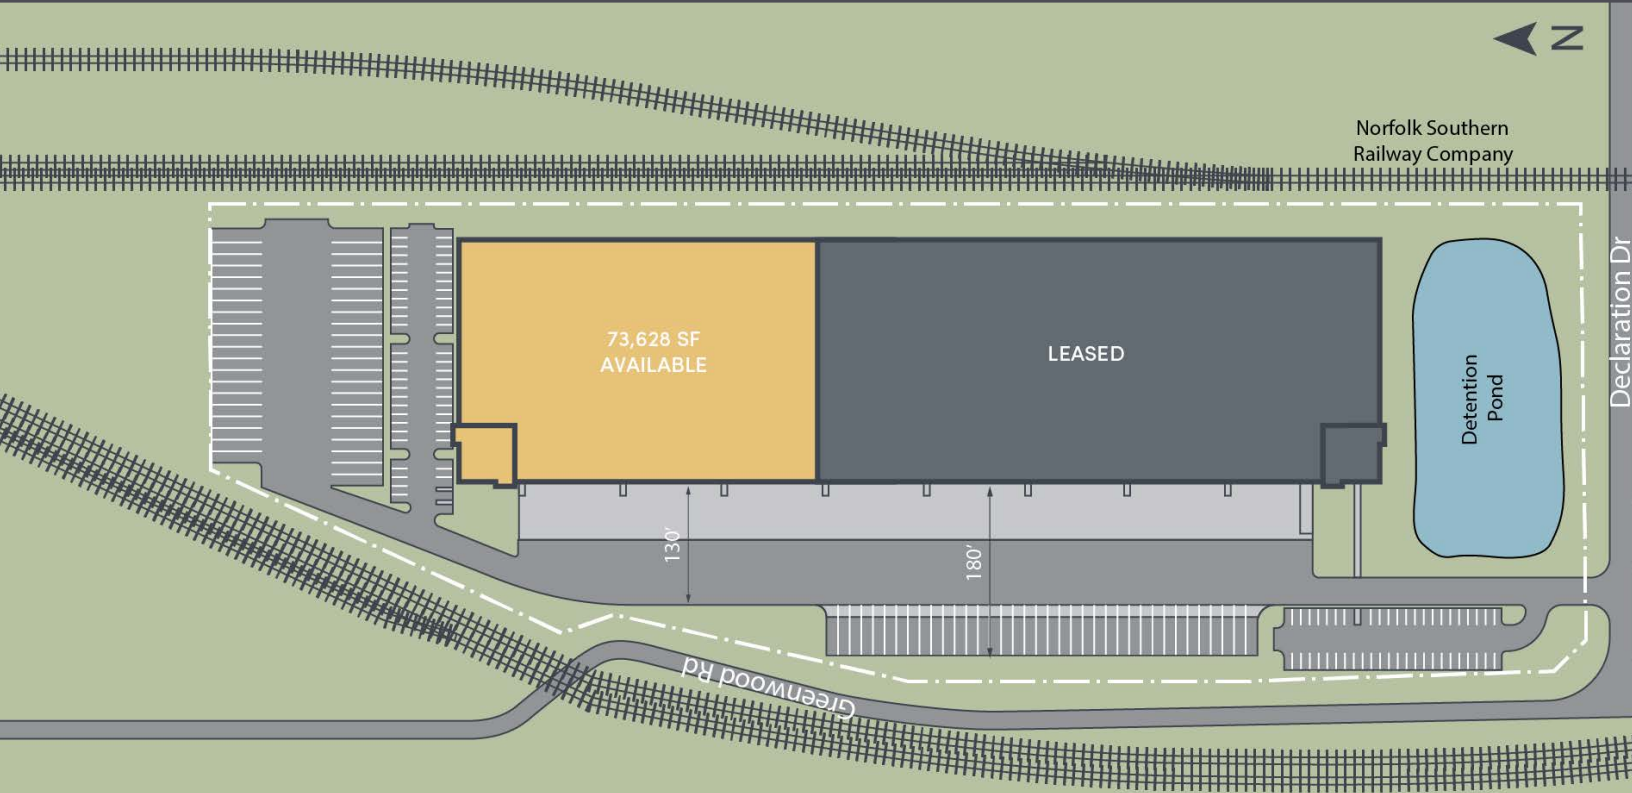 N
Norfolk Southern
Railway Company
Declaration Dr
73,628 SF
AVAILABLE
LEASED
Detention
Pond
130'
180'
Greenwood Rd